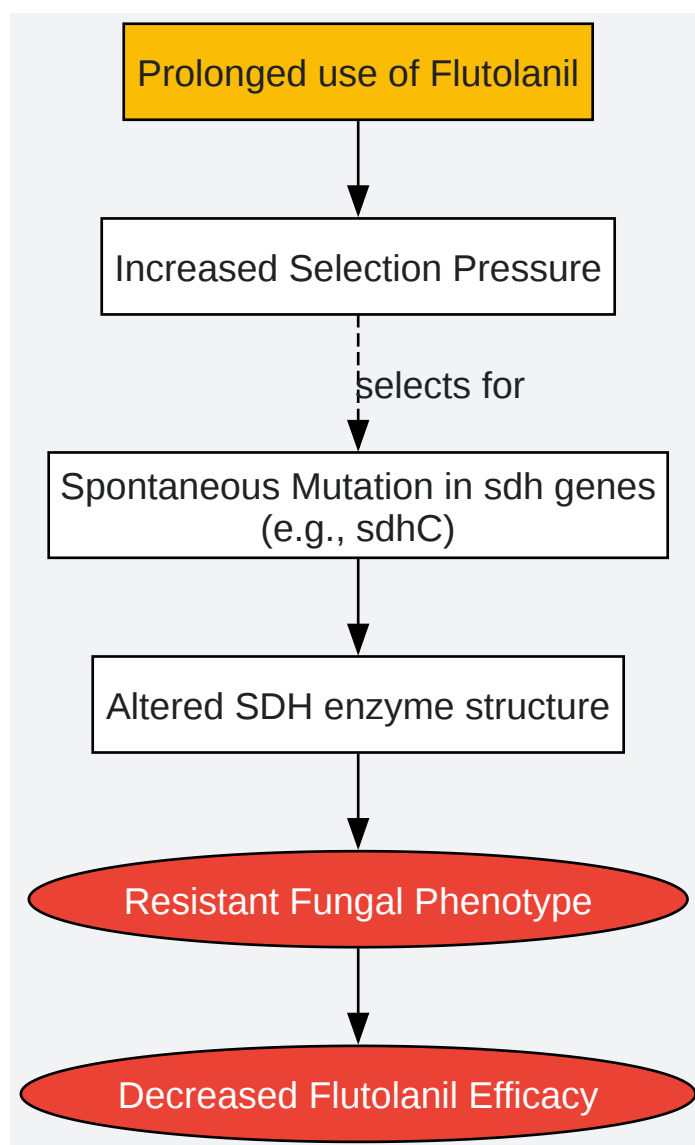 Prolonged use of Flutolanil
Increased Selection Pressure
selects for
Spontaneous Mutation in sdh genes
(e.g., sdhC)
Altered SDH enzyme structure
Resistant Fungal Phenotype
Decreased Flutolanil Efficacy